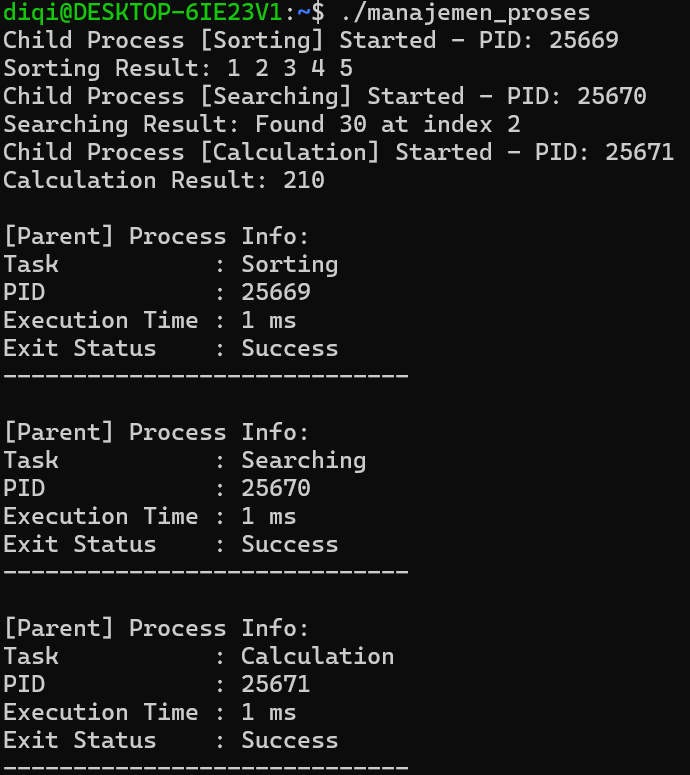 diqi@DESKTOP-6IE23V1:~$ ./manajemen_proses
Child Process [Sorting] Started - PID: 25669
Sorting Result: 1 2 3 4 5
Child Process [Searching] Started - PID: 25670
Searching Result: Found 30 at index 2
Child Process [Calculation] Started - PID: 25671
Calculation Result: 210

[Parent] Process Info:
Task           : Sorting
PID            : 25669
Execution Time : 1 ms
Exit Status    : Success
-----------------------------

[Parent] Process Info:
Task           : Searching
PID            : 25670
Execution Time : 1 ms
Exit Status    : Success
-----------------------------

[Parent] Process Info:
Task           : Calculation
PID            : 25671
Execution Time : 1 ms
Exit Status    : Success
-----------------------------